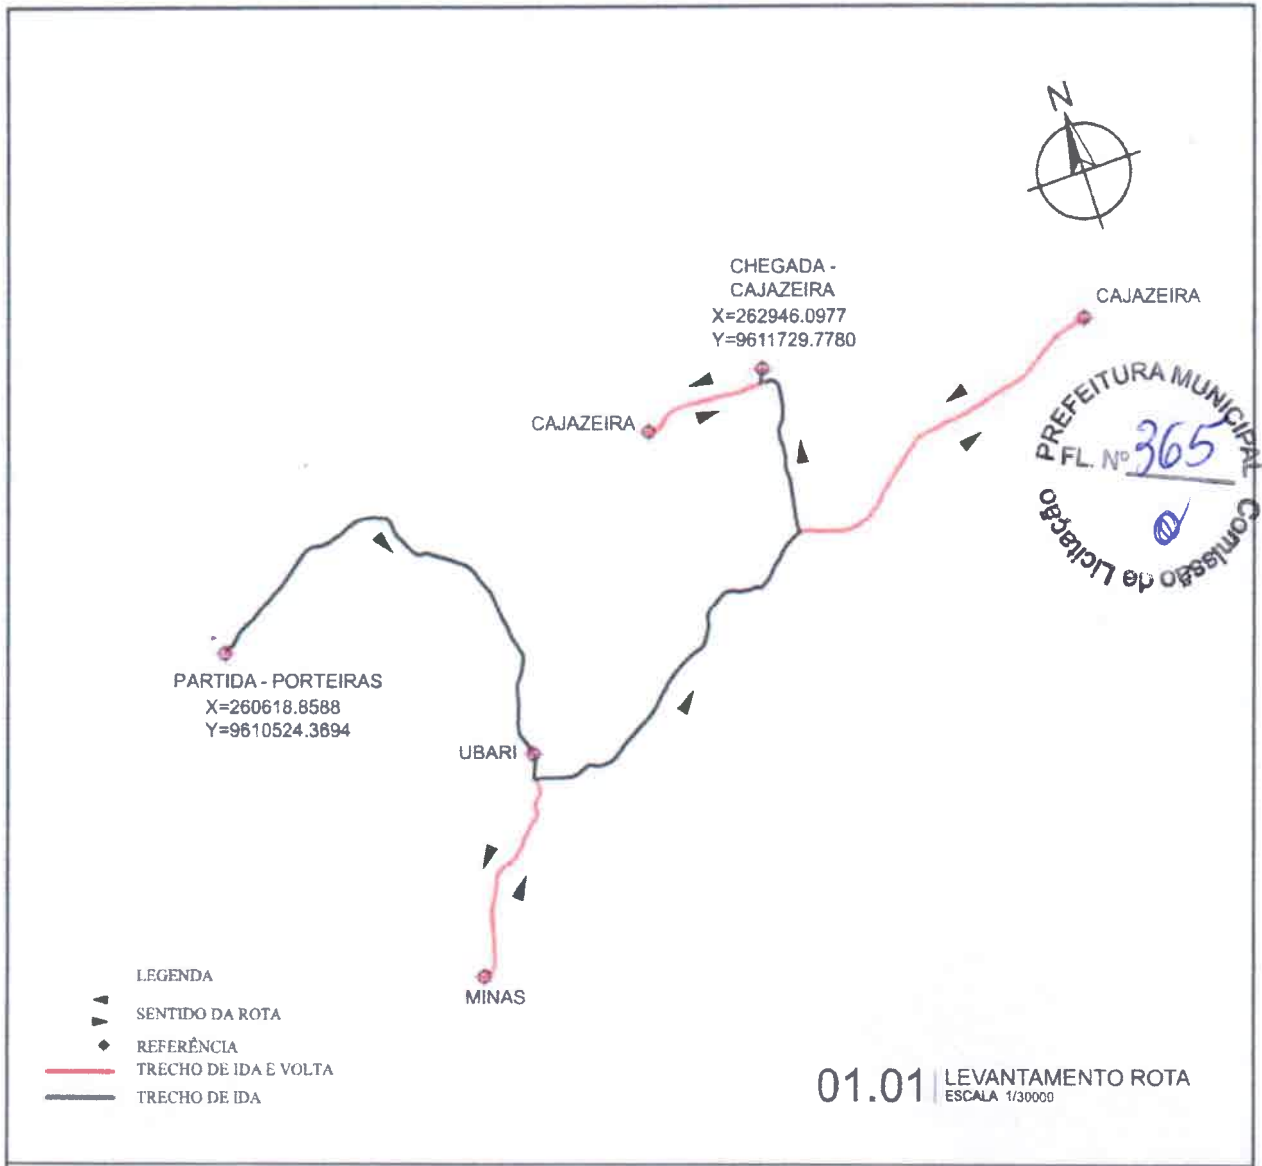 N
CHEGADA -
CAJAZEIRA
X=262946.0977
Y=9611729.7780
CAJAZEIRA
CAJAZEIRA
PREFEITURA MUNICIPAL
FL. Nº 365
Comissão de Licitação
PARTIDA - PORTEIRAS
X=260618.8588
Y=9610524.3694
UBARI
MINAS
LEGENDA
SENTIDO DA ROTA
REFERÊNCIA
TRECHO DE IDA E VOLTA
TRECHO DE IDA
01.01 LEVANTAMENTO ROTA
ESCALA 1/30000